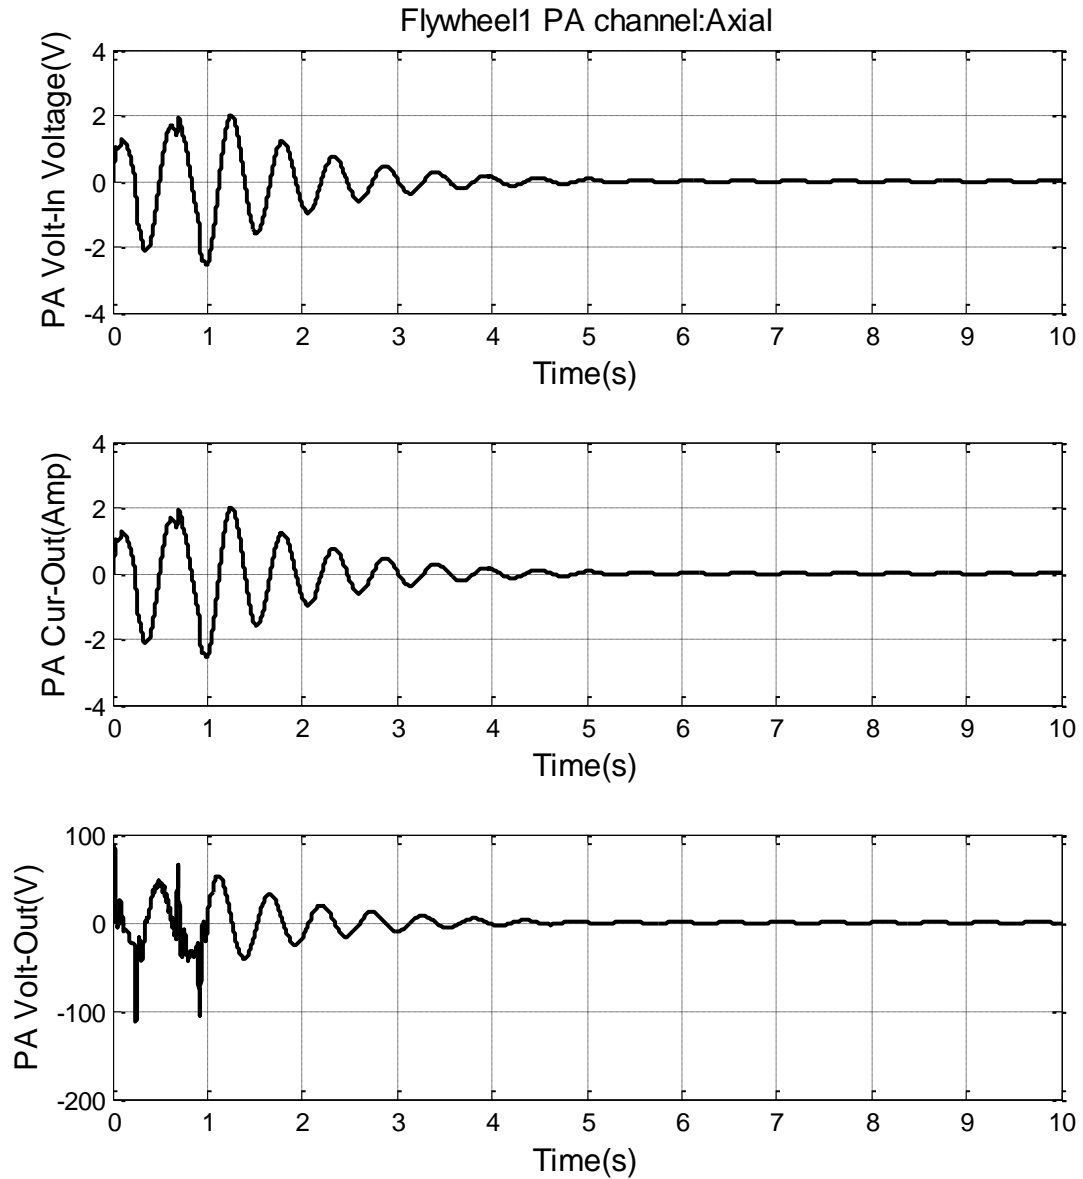 Flywheel1 PA channel:Axial
PA Volt-In Voltage(V)
4
2
0
-2
-4
0 1 2 3 4 5 6 7 8 9 10
Time(s)
PA Cur-Out(Amp)
4
2
0
-2
-4
0 1 2 3 4 5 6 7 8 9 10
Time(s)
PA Volt-Out(V)
100
0
-100
-200
0 1 2 3 4 5 6 7 8 9 10
Time(s)